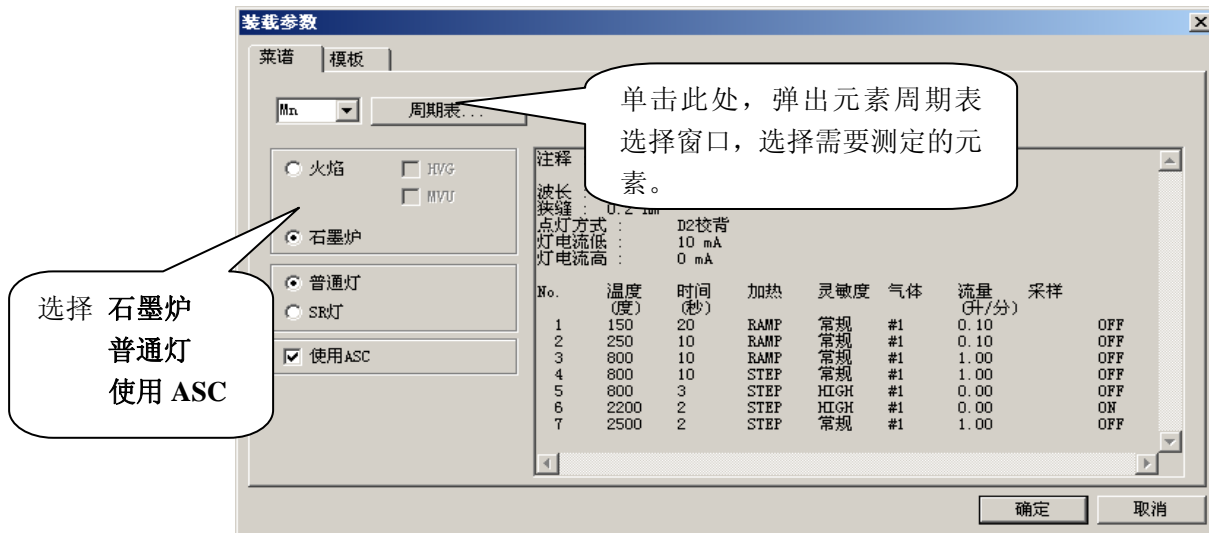 装载参数
菜谱 模板
Mn 周期表...
单击此处，弹出元素周期表
选择窗口，选择需要测定的元
素。
火焰 HVG
MVU
石墨炉
普通灯
SR灯
使用ASC
选择 石墨炉
普通灯
使用 ASC
注释
波长 :
狭缝 : 0.2 nm
点灯方式 : D2校背
灯电流低 : 10 mA
灯电流高 : 0 mA
No. 温度 时间 加热 灵敏度 气体 流量 采样
(度) (秒) (升/分)
1 150 20 RAMP 常规 #1 0.10 OFF
2 250 10 RAMP 常规 #1 0.10 OFF
3 800 10 RAMP 常规 #1 1.00 OFF
4 800 10 STEP 常规 #1 1.00 OFF
5 800 3 STEP HIGH #1 0.00 OFF
6 2200 2 STEP HIGH #1 0.00 ON
7 2500 2 STEP 常规 #1 1.00 OFF
确定 取消